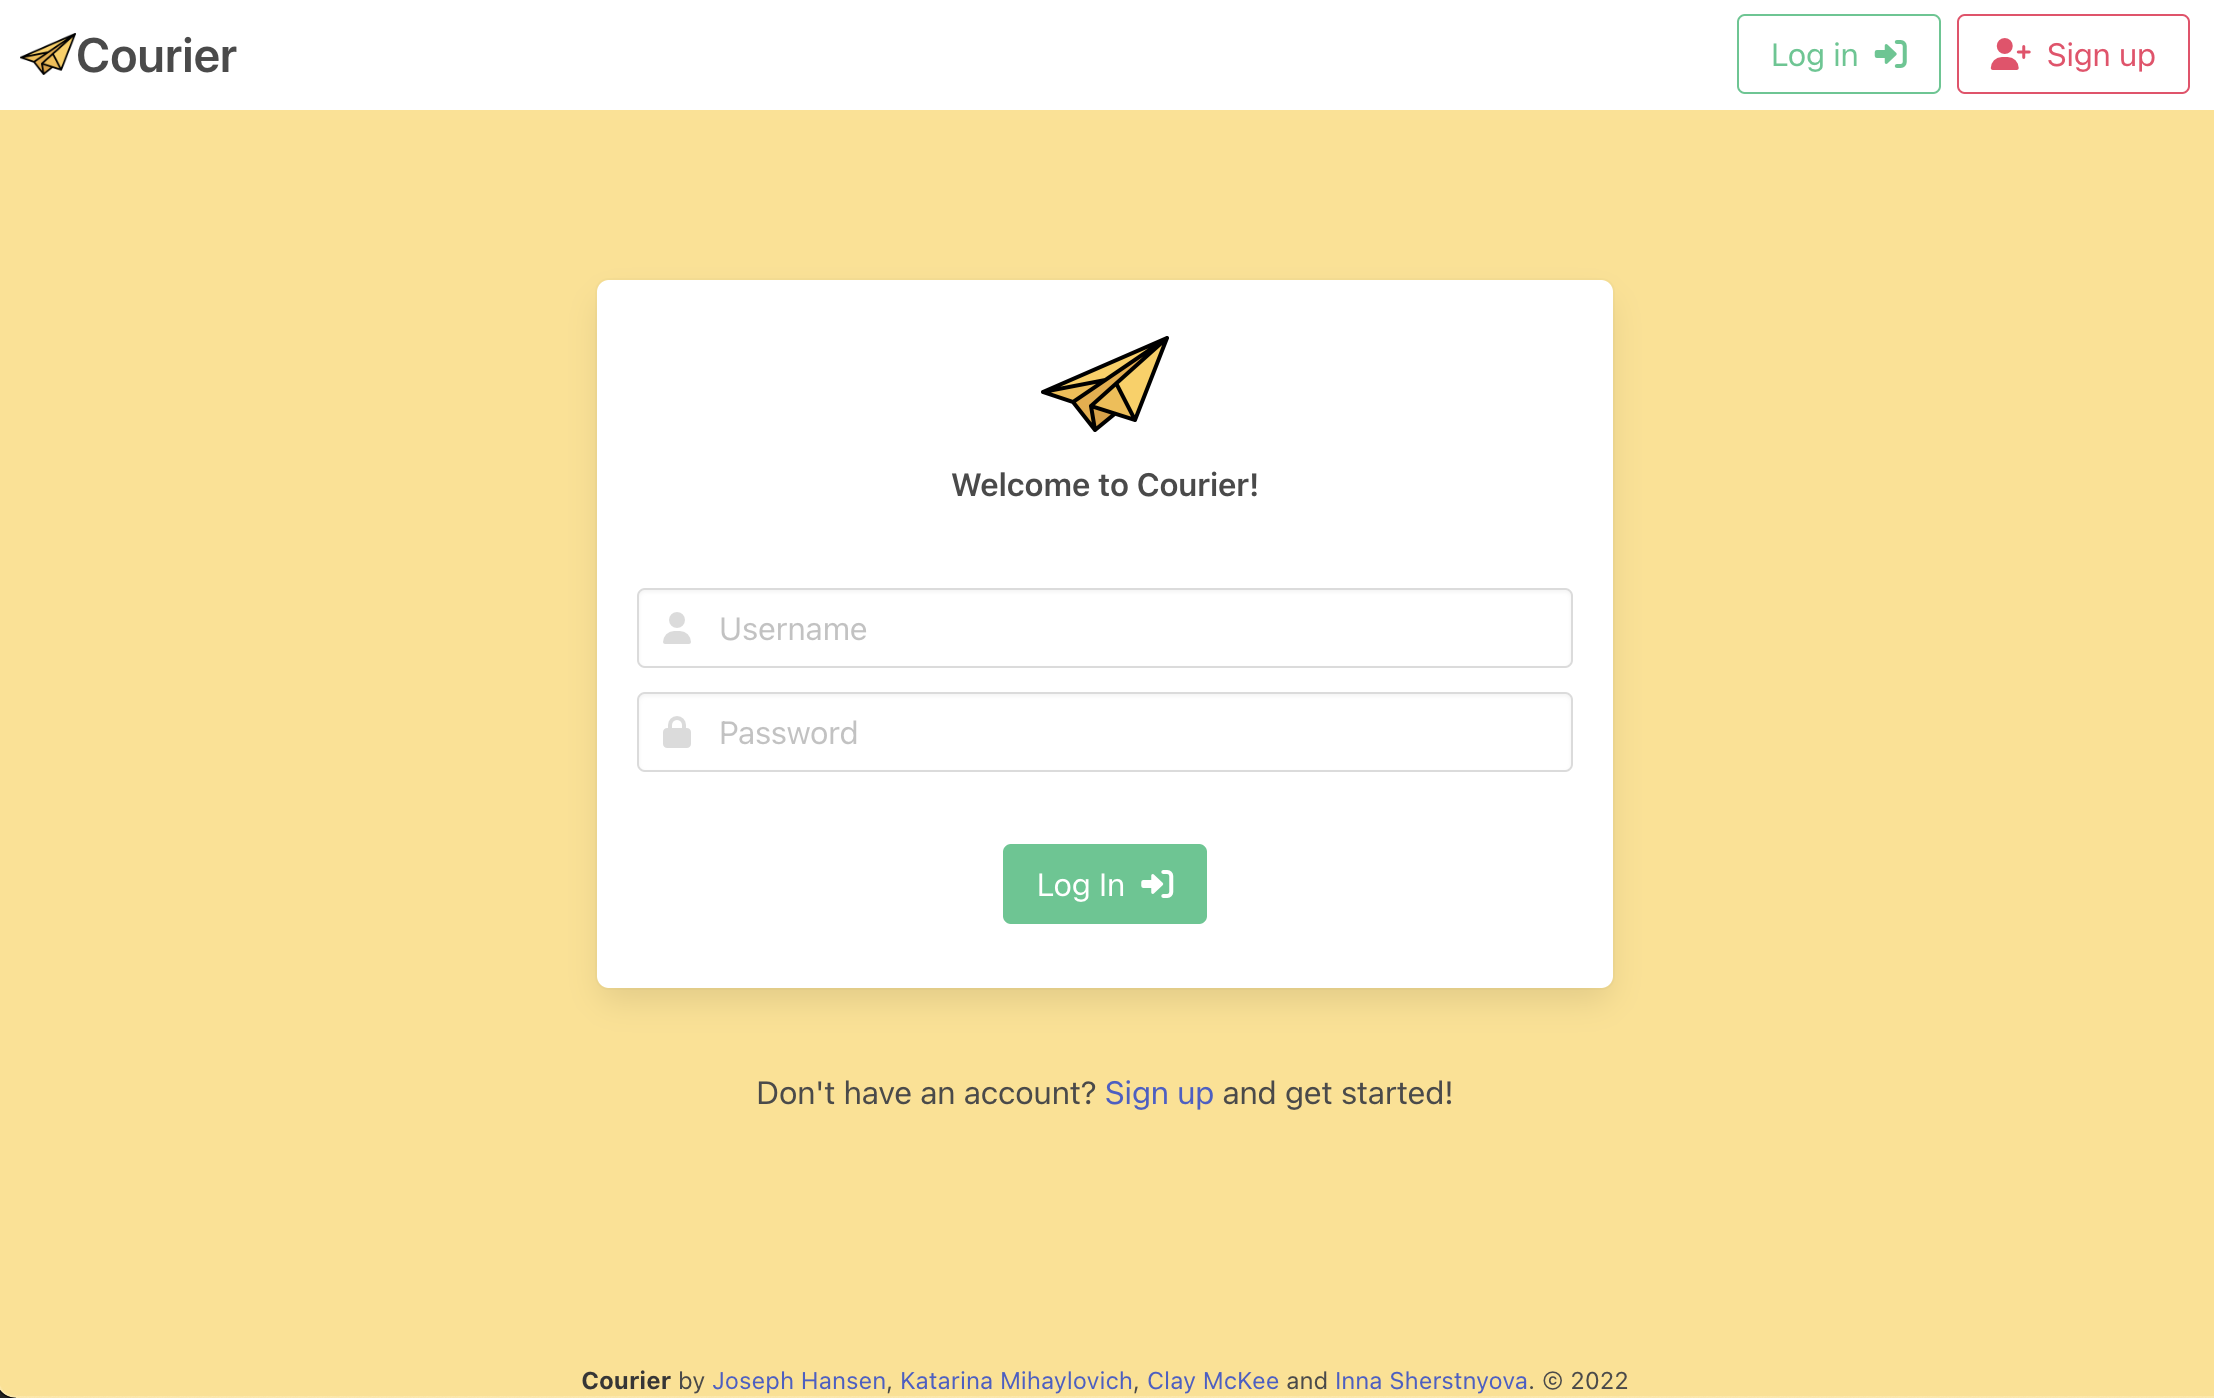 Courier
Log in
Sign up
Welcome to Courier!
Username
Password
Log In
Don't have an account? Sign up and get started!
Courier by Joseph Hansen, Katarina Mihaylovich, Clay McKee and Inna Sherstnyova. © 2022